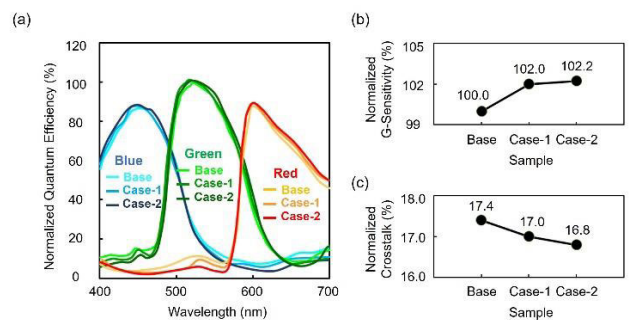 (a)
120
100
80
60
40
20
0
Normalized Quantum Efficiency (%)
Blue
Base
Case-1
Case-2
Green
Base
Case-1
Case-2
Red
Base
Case-1
Case-2
400 500 600 700
Wavelength (nm)
(b)
105
102
99
Normalized
G-Sensitivity (%)
100.0 102.0 102.2
Base Case-1 Case-2
Sample
(c)
18.0
17.0
16.0
Normalized
Crosstalk (%)
17.4 17.0 16.8
Base Case-1 Case-2
Sample